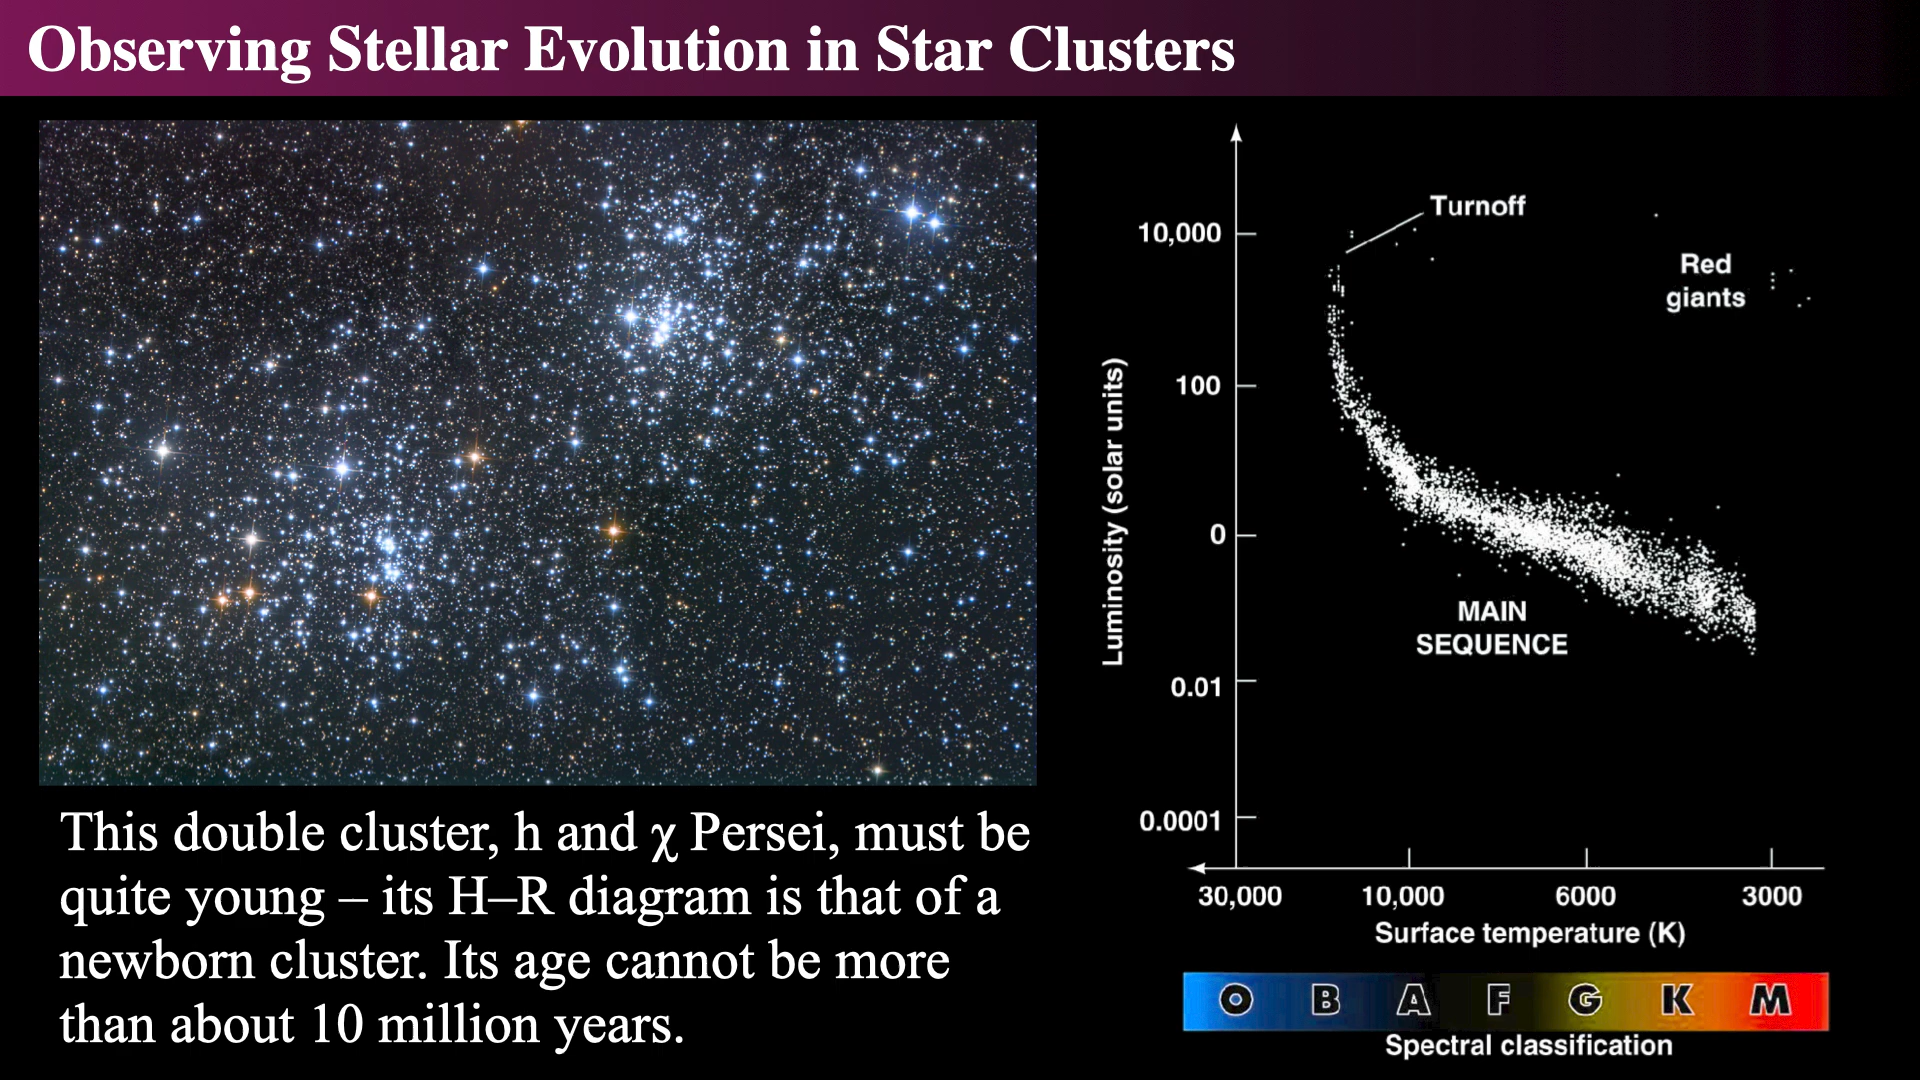 Observing Stellar Evolution in Star Clusters
Turnoff
10,000
Red
giants
100
Luminosity (solar units)
0
MAIN
SEQUENCE
0.01
0.0001
30,000 10,000 6000 3000
Surface temperature (K)
O B A F G K M
Spectral classification
This double cluster, h and χ Persei, must be
quite young – its H–R diagram is that of a
newborn cluster. Its age cannot be more
than about 10 million years.